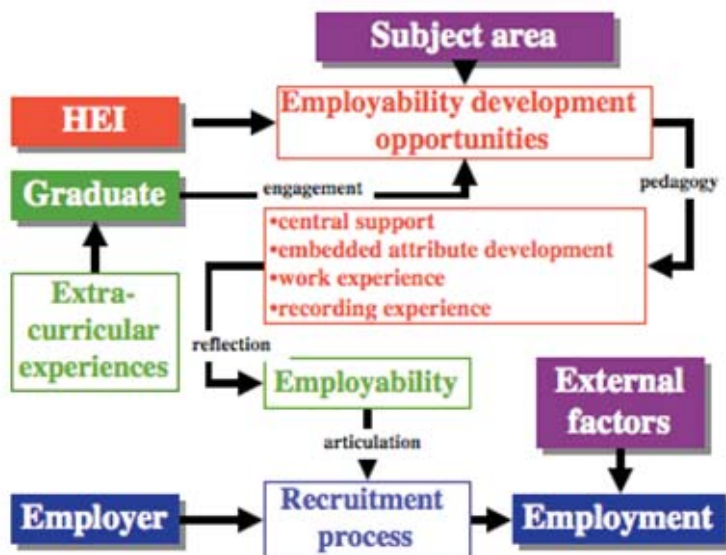 Subject area
HEI
Employability development
opportunities
Graduate
engagement
pedagogy
•central support
•embedded attribute development
•work experience
•recording experience
Extra-
curricular
experiences
reflection
Employability
External
factors
articulation
Employer
Recruitment
process
Employment